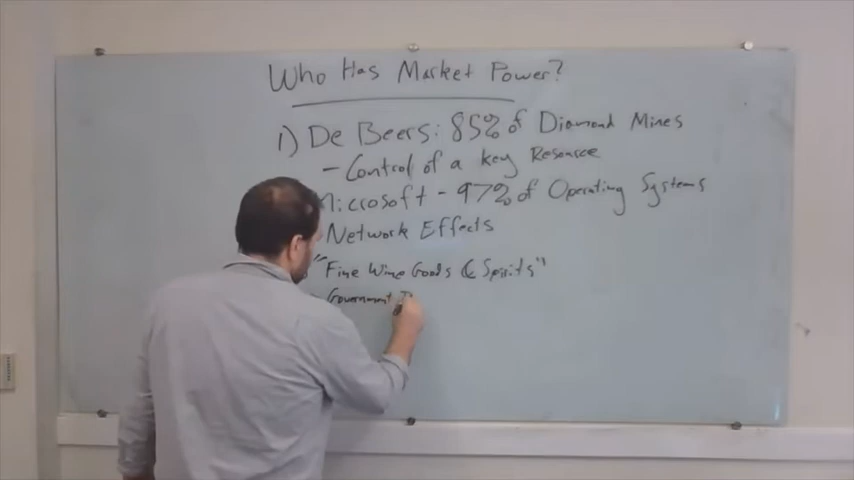 Who Has Market Power?
1) De Beers: 85% of Diamond Mines
- Control of a key Resource
Microsoft - 97% of Operating Systems
Network Effects
"Fine Wine Goods & Spirits"
Government